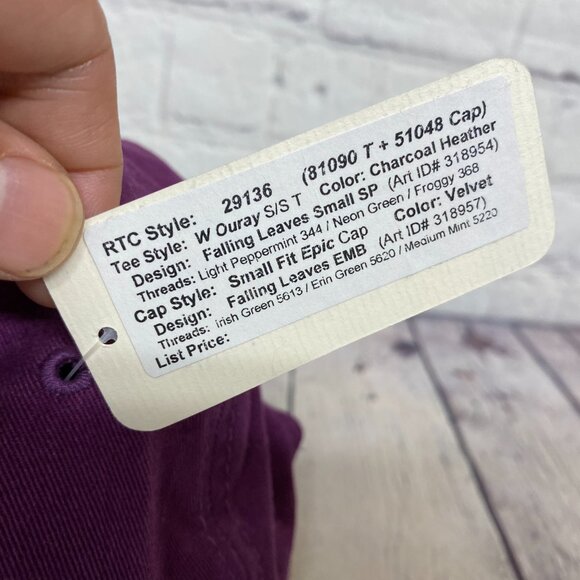 RTC Style: 29136 (81090 T + 51048 Cap)
Tee Style: W Ouray S/S T Color: Charcoal Heather
Design: Falling Leaves Small SP (Art ID# 318954)
Threads: Light Peppermint 344 / Neon Green / Froggy 368
Cap Style: Small Fit Epic Cap Color: Velvet
Design: Falling Leaves EMB (Art ID# 318957)
Threads: Irish Green 5613 / Erin Green 5620 / Medium Mint 5220
List Price: